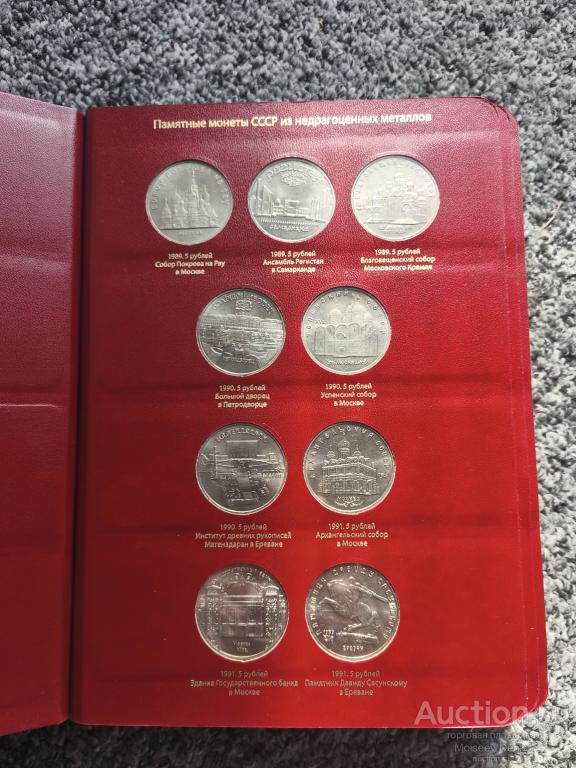 Памятные монеты СССР из недрагоценных металлов
1989. 5 рублей
Собор Покрова на Рву
в Москве
1989. 5 рублей
Ансамбль Регистан
в Самарканде
1989. 5 рублей
Благовещенский собор
Московского Кремля
1990. 5 рублей
Большой дворец
в Петродворце
1990. 5 рублей
Успенский собор
в Москве
1990. 5 рублей
Институт древних рукописей
Матенадаран в Ереване
1991. 5 рублей
Архангельский собор
в Москве
1991. 5 рублей
Здание Государственного банка
в Москве
1991. 5 рублей
Памятник Давиду Сасунскому
в Ереване